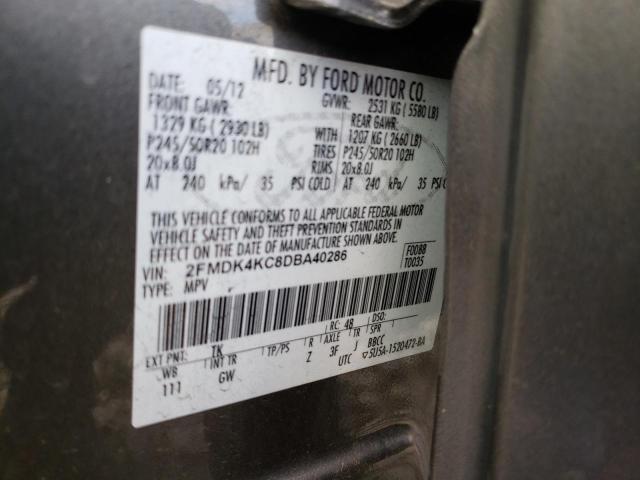 MFD. BY FORD MOTOR CO.
DATE: 05/12 GVWR: 2531 KG (5580 LB)
FRONT GAWR: REAR GAWR:
1329 KG (2930 LB) WITH 1207 KG (2660 LB)
P245/50R20 102H TIRES P245/50R20 102H
20x8.0J RIMS 20x8.0J
AT 240 kPa/ 35 PSI COLD AT 240 kPa/ 35 PSI CO
THIS VEHICLE CONFORMS TO ALL APPLICABLE FEDERAL MOTOR
VEHICLE SAFETY AND THEFT PREVENTION STANDARDS IN
EFFECT ON THE DATE OF MANUFACTURE SHOWN ABOVE.
VIN: 2FMDK4KC8DBA40286 F0088
TYPE: MPV T0035
RC: 48 DSO:
EXT PNT: TK INT TR TP/PS R AXLE TR SPR
WB GW Z 3F J BBCC
111 UTC 5U5A-1520472-BA